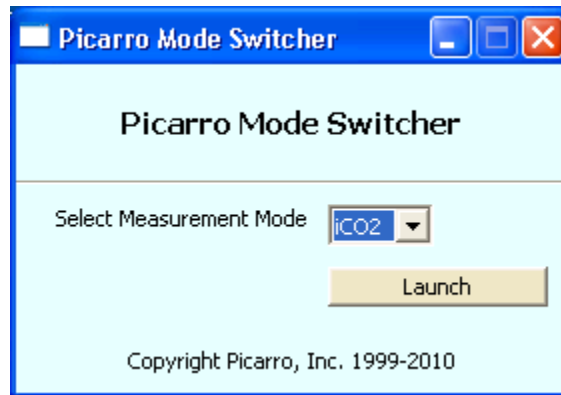 Picarro Mode Switcher
Picarro Mode Switcher
Select Measurement Mode iCO2
Launch
Copyright Picarro, Inc. 1999-2010